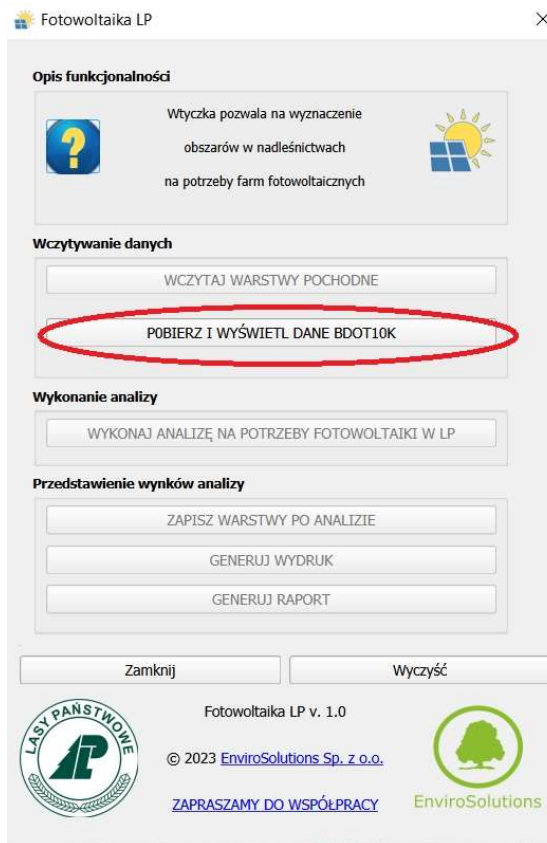 Fotowoltaika LP
Opis funkcjonalności
Wtyczka pozwala na wyznaczenie
obszarów w nadleśnictwach
na potrzeby farm fotowoltaicznych
Wczytywanie danych
WCZYTAJ WARSTWY POCHODNE
P0BIERZ I WYŚWIETL DANE BDOT10K
Wykonanie analizy
WYKONAJ ANALIZĘ NA POTRZEBY FOTOWOLTAIKI W LP
Przedstawienie wynków analizy
ZAPISZ WARSTWY PO ANALIZIE
GENERUJ WYDRUK
GENERUJ RAPORT
Zamknij
Wyczyść
LASY PAŃSTWOWE
Fotowoltaika LP v. 1.0
© 2023 EnviroSolutions Sp. z o.o.
ZAPRASZAMY DO WSPÓŁPRACY
EnviroSolutions